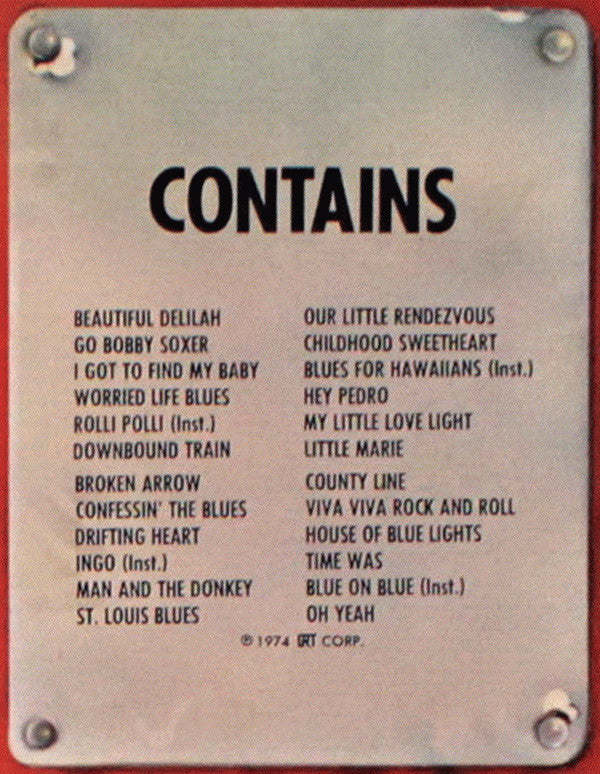 CONTAINS
BEAUTIFUL DELILAH
GO BOBBY SOXER
I GOT TO FIND MY BABY
WORRIED LIFE BLUES
ROLLI POLLI (Inst.)
DOWNBOUND TRAIN
BROKEN ARROW
CONFESSIN' THE BLUES
DRIFTING HEART
INGO (Inst.)
MAN AND THE DONKEY
ST. LOUIS BLUES
OUR LITTLE RENDEZVOUS
CHILDHOOD SWEETHEART
BLUES FOR HAWAIIANS (Inst.)
HEY PEDRO
MY LITTLE LOVE LIGHT
LITTLE MARIE
COUNTY LINE
VIVA VIVA ROCK AND ROLL
HOUSE OF BLUE LIGHTS
TIME WAS
BLUE ON BLUE (Inst.)
OH YEAH
℗ 1974 GRT CORP.